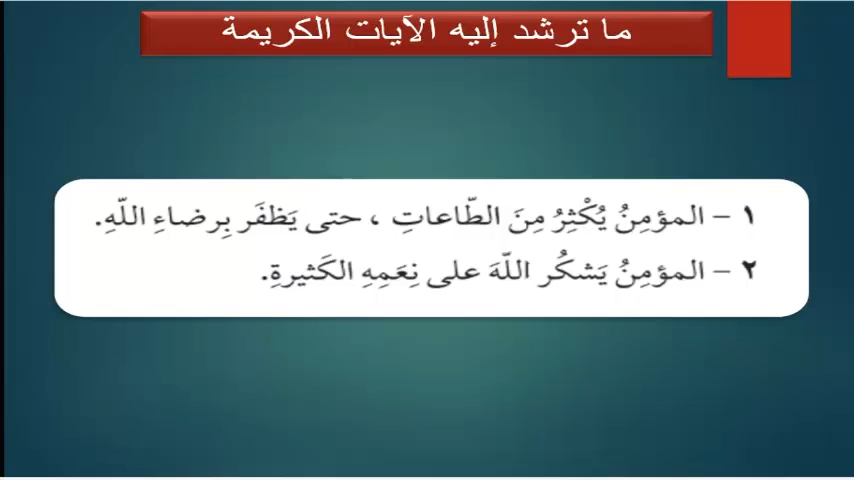 ما ترشد إليه الآيات الكريمة
١ – المؤمِنُ يُكْثِرُ مِنَ الطّاعاتِ ، حتى يَظفَر بِرضاءِ اللّهِ.
٢ – المؤمِنُ يَشكُر اللّهَ على نِعَمِهِ الكَثيرةِ.